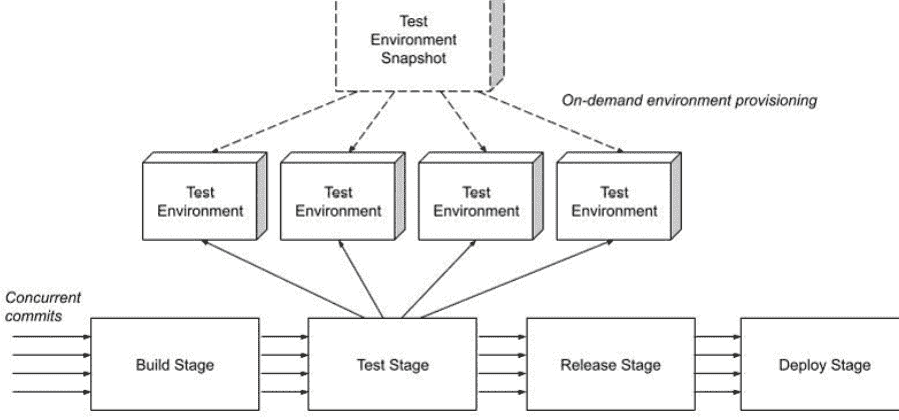 Test
Environment
Snapshot
On-demand environment provisioning
Test
Environment
Test
Environment
Test
Environment
Test
Environment
Concurrent
commits
Build Stage
Test Stage
Release Stage
Deploy Stage